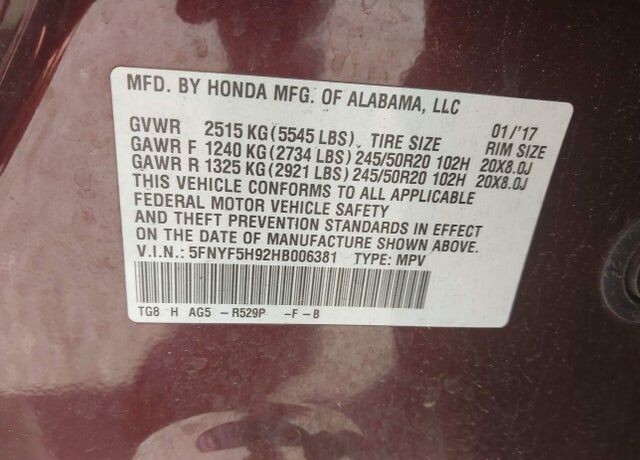 MFD. BY HONDA MFG. OF ALABAMA, LLC
01/'17
GVWR 2515 KG(5545 LBS) TIRE SIZE RIM SIZE
GAWR F 1240 KG(2734 LBS) 245/50R20 102H 20X8.0J
GAWR R 1325 KG(2921 LBS) 245/50R20 102H 20X8.0J
THIS VEHICLE CONFORMS TO ALL APPLICABLE
FEDERAL MOTOR VEHICLE SAFETY
AND THEFT PREVENTION STANDARDS IN EFFECT
ON THE DATE OF MANUFACTURE SHOWN ABOVE.
V.I.N.: 5FNYF5H92HB006381 TYPE: MPV
TG8 H AG5 -R529P -F-B